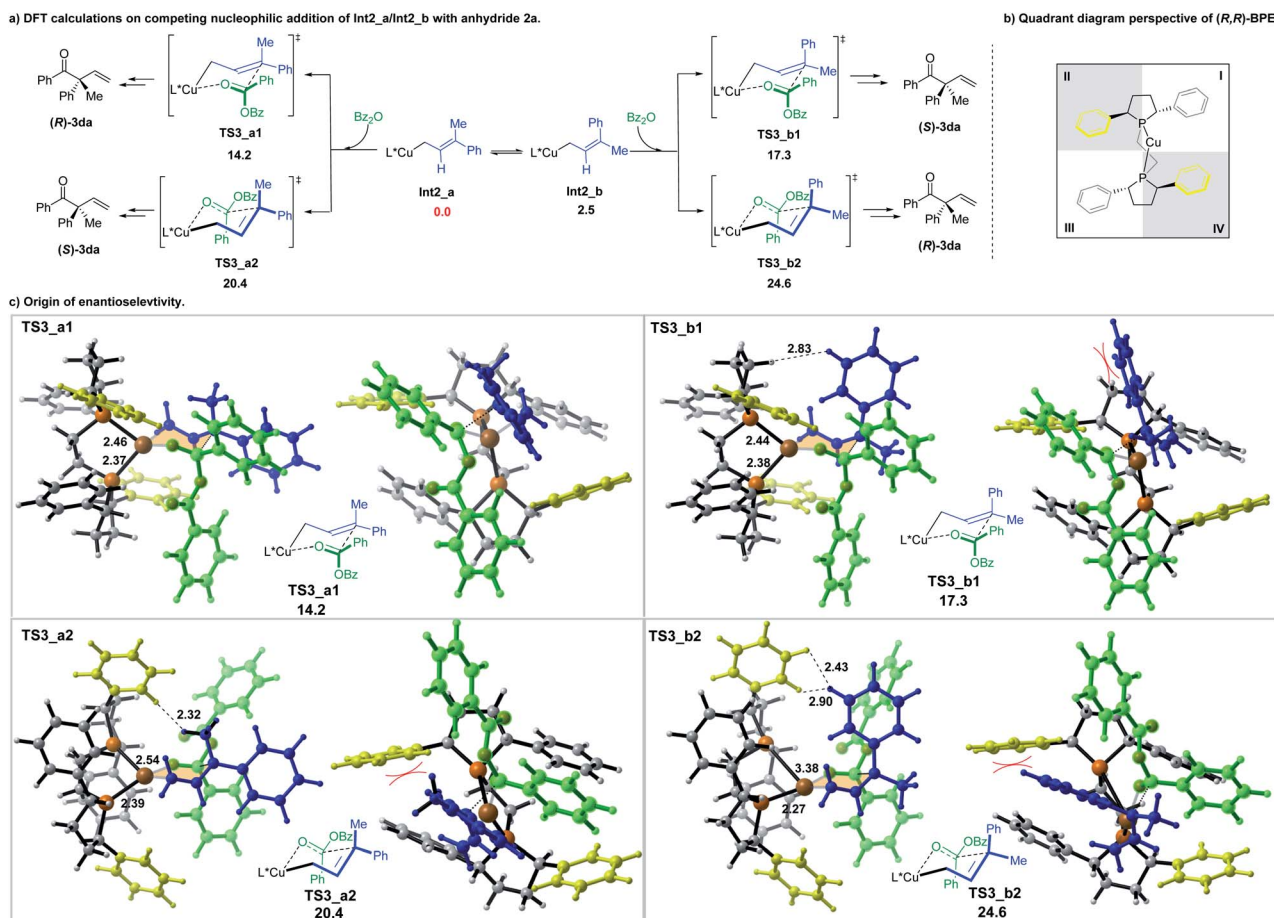 a) DFT calculations on competing nucleophilic addition of Int2_a/Int2_b with anhydride 2a.
b) Quadrant diagram perspective of (R,R)-BPE
O
Ph
Ph Me
(R)-3da
‡
Me
Ph
L*Cu
O
Ph
OBz
TS3_a1
14.2
Bz2O
Me
L*Cu
Ph
H
Int2_a
0.0
Ph
L*Cu
Me
H
Int2_b
2.5
Bz2O
‡
Ph
Me
L*Cu
O
Ph
OBz
TS3_b1
17.3
O
Ph
Ph Me
(S)-3da
O
Ph
Ph Me
(S)-3da
‡
OBz
Me
O
Ph
L*Cu
Ph
TS3_a2
20.4
‡
OBz
Ph
O
Me
L*Cu
Ph
TS3_b2
24.6
O
Ph
Ph Me
(R)-3da
II
I
P
Cu
P
III
IV
c) Origin of enantioselevtivity.
TS3_a1
2.46
2.37
Me
Ph
L*Cu
O
Ph
OBz
TS3_a1
14.2
TS3_b1
2.83
2.44
2.38
Ph
Me
L*Cu
O
Ph
OBz
TS3_b1
17.3
TS3_a2
2.32
2.54
2.39
OBz
Me
O
Ph
L*Cu
Ph
TS3_a2
20.4
TS3_b2
2.43
2.90
3.38
2.27
OBz
Ph
O
Me
L*Cu
Ph
TS3_b2
24.6